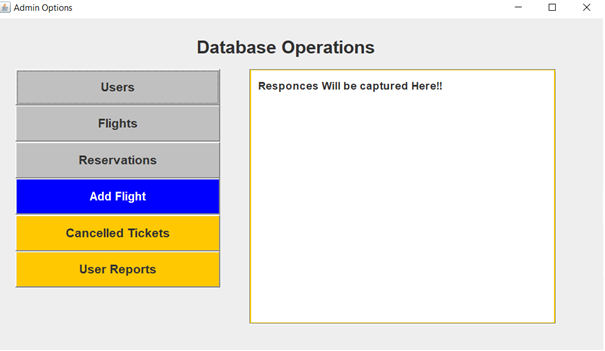 Admin Options
Database Operations
Users
Flights
Reservations
Add Flight
Cancelled Tickets
User Reports
Responces Will be captured Here!!